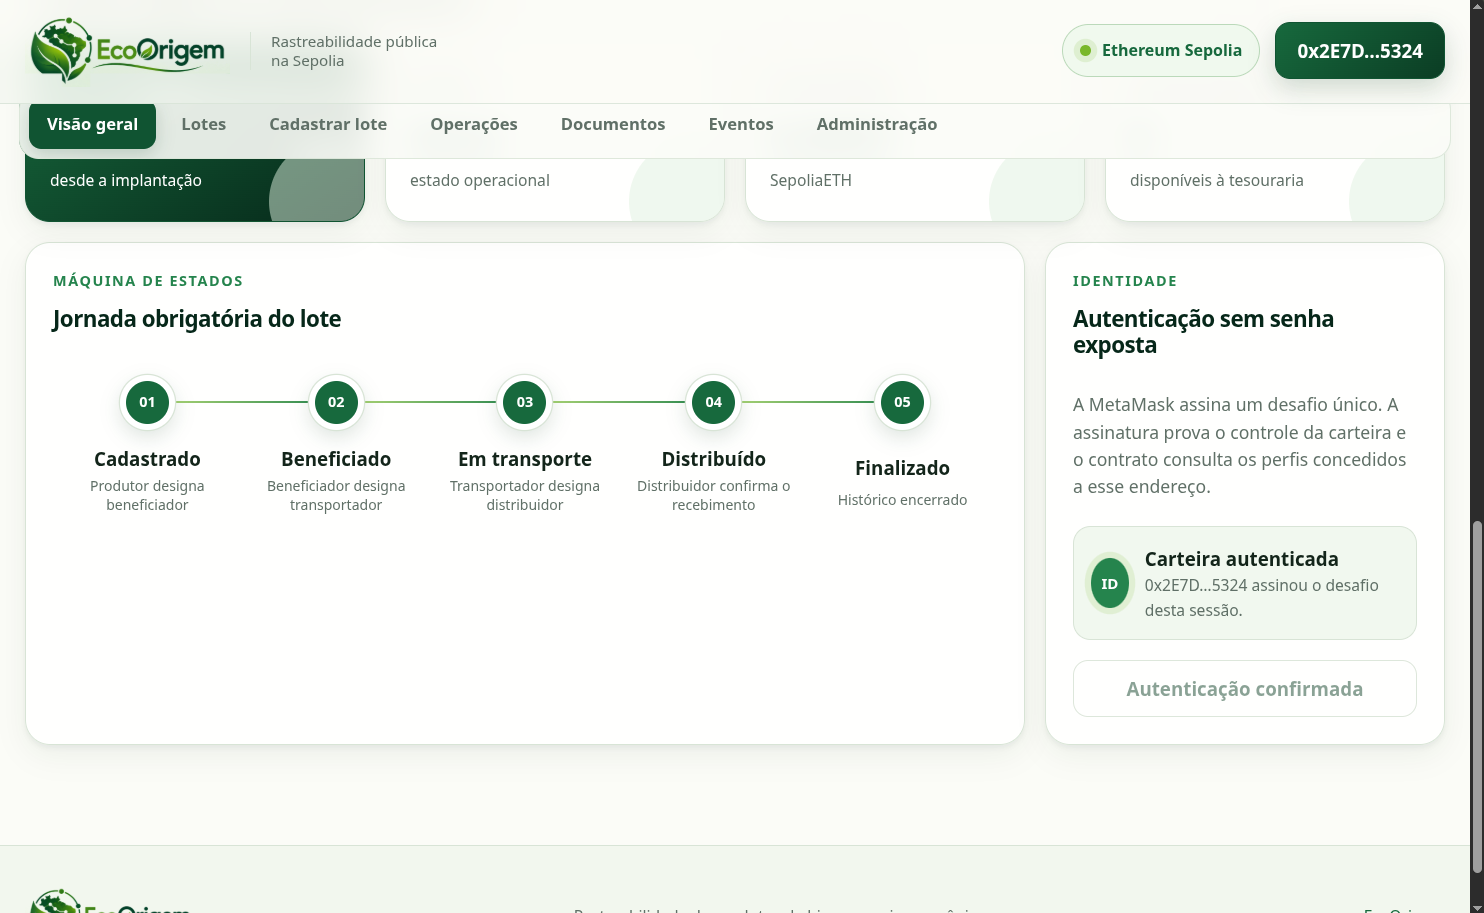 EcoOrigem
Rastreabilidade pública
na Sepolia
Ethereum Sepolia
0x2E7D...5324
Visão geral
Lotes
Cadastrar lote
Operações
Documentos
Eventos
Administração
desde a implantação
estado operacional
SepoliaETH
disponíveis à tesouraria
MÁQUINA DE ESTADOS
Jornada obrigatória do lote
01
02
03
04
05
Cadastrado
Produtor designa
beneficiador
Beneficiado
Beneficiador designa
transportador
Em transporte
Transportador designa
distribuidor
Distribuído
Distribuidor confirma o
recebimento
Finalizado
Histórico encerrado
IDENTIDADE
Autenticação sem senha
exposta
A MetaMask assina um desafio único. A
assinatura prova o controle da carteira e
o contrato consulta os perfis concedidos
a esse endereço.
ID
Carteira autenticada
0x2E7D...5324 assinou o desafio
desta sessão.
Autenticação confirmada